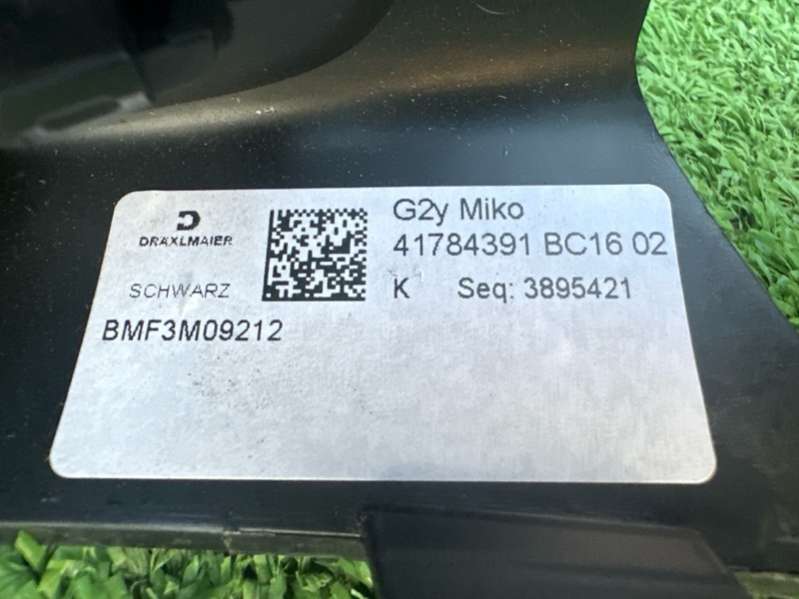 DRÄXLMAIER
SCHWARZ
BMF3M09212
G2y Miko
41784391 BC16 02
K Seq: 3895421